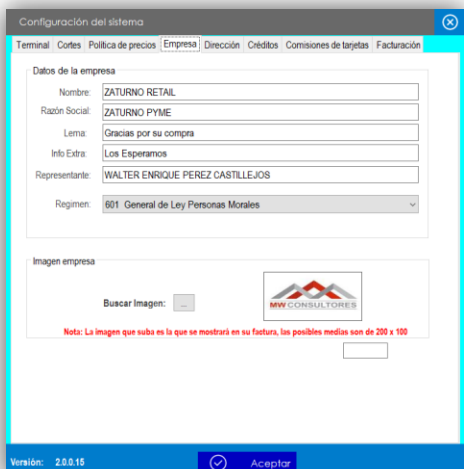 Configuración del sistema
Terminal Cortes Política de precios Empresa Dirección Créditos Comisiones de tarjetas Facturación
Datos de la empresa
Nombre: ZATURNO RETAIL
Razón Social: ZATURNO PYME
Lema: Gracias por su compra
Info Extra: Los Esperamos
Representante: WALTER ENRIQUE PEREZ CASTILLEJOS
Regimen: 601 General de Ley Personas Morales
Imagen empresa
Buscar Imagen: ...
MW CONSULTORES
Nota: La imagen que suba es la que se mostrará en su factura, las posibles medias son de 200 x 100
Versión: 2.0.0.15
Aceptar